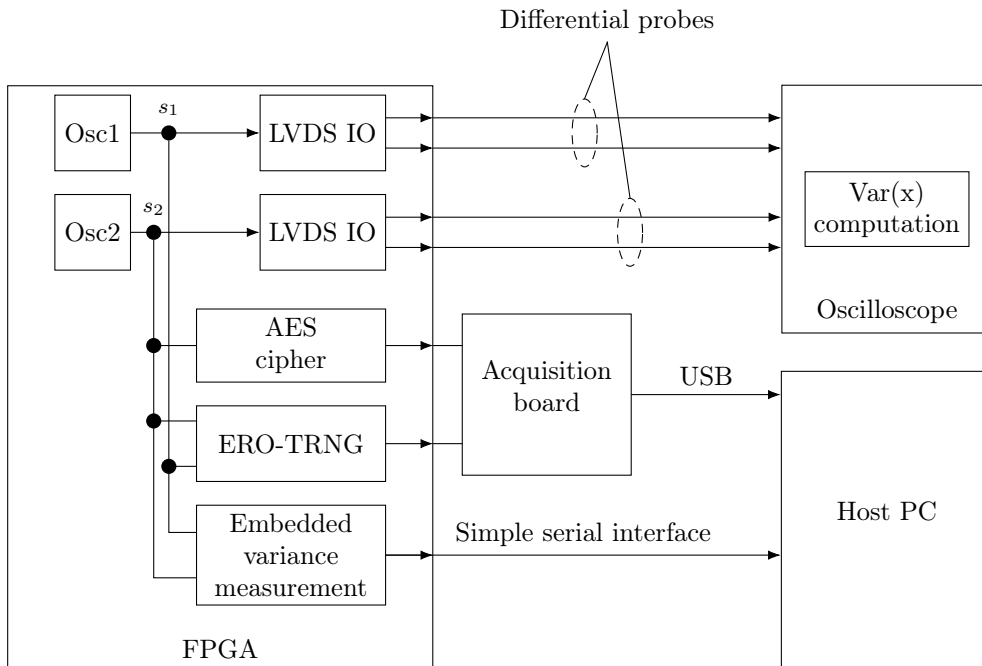 Differential probes
Osc1
s1
LVDS IO
Osc2
s2
LVDS IO
Var(x)
computation
Oscilloscope
AES
cipher
Acquisition
board
USB
ERO-TRNG
Embedded
variance
measurement
Simple serial interface
Host PC
FPGA